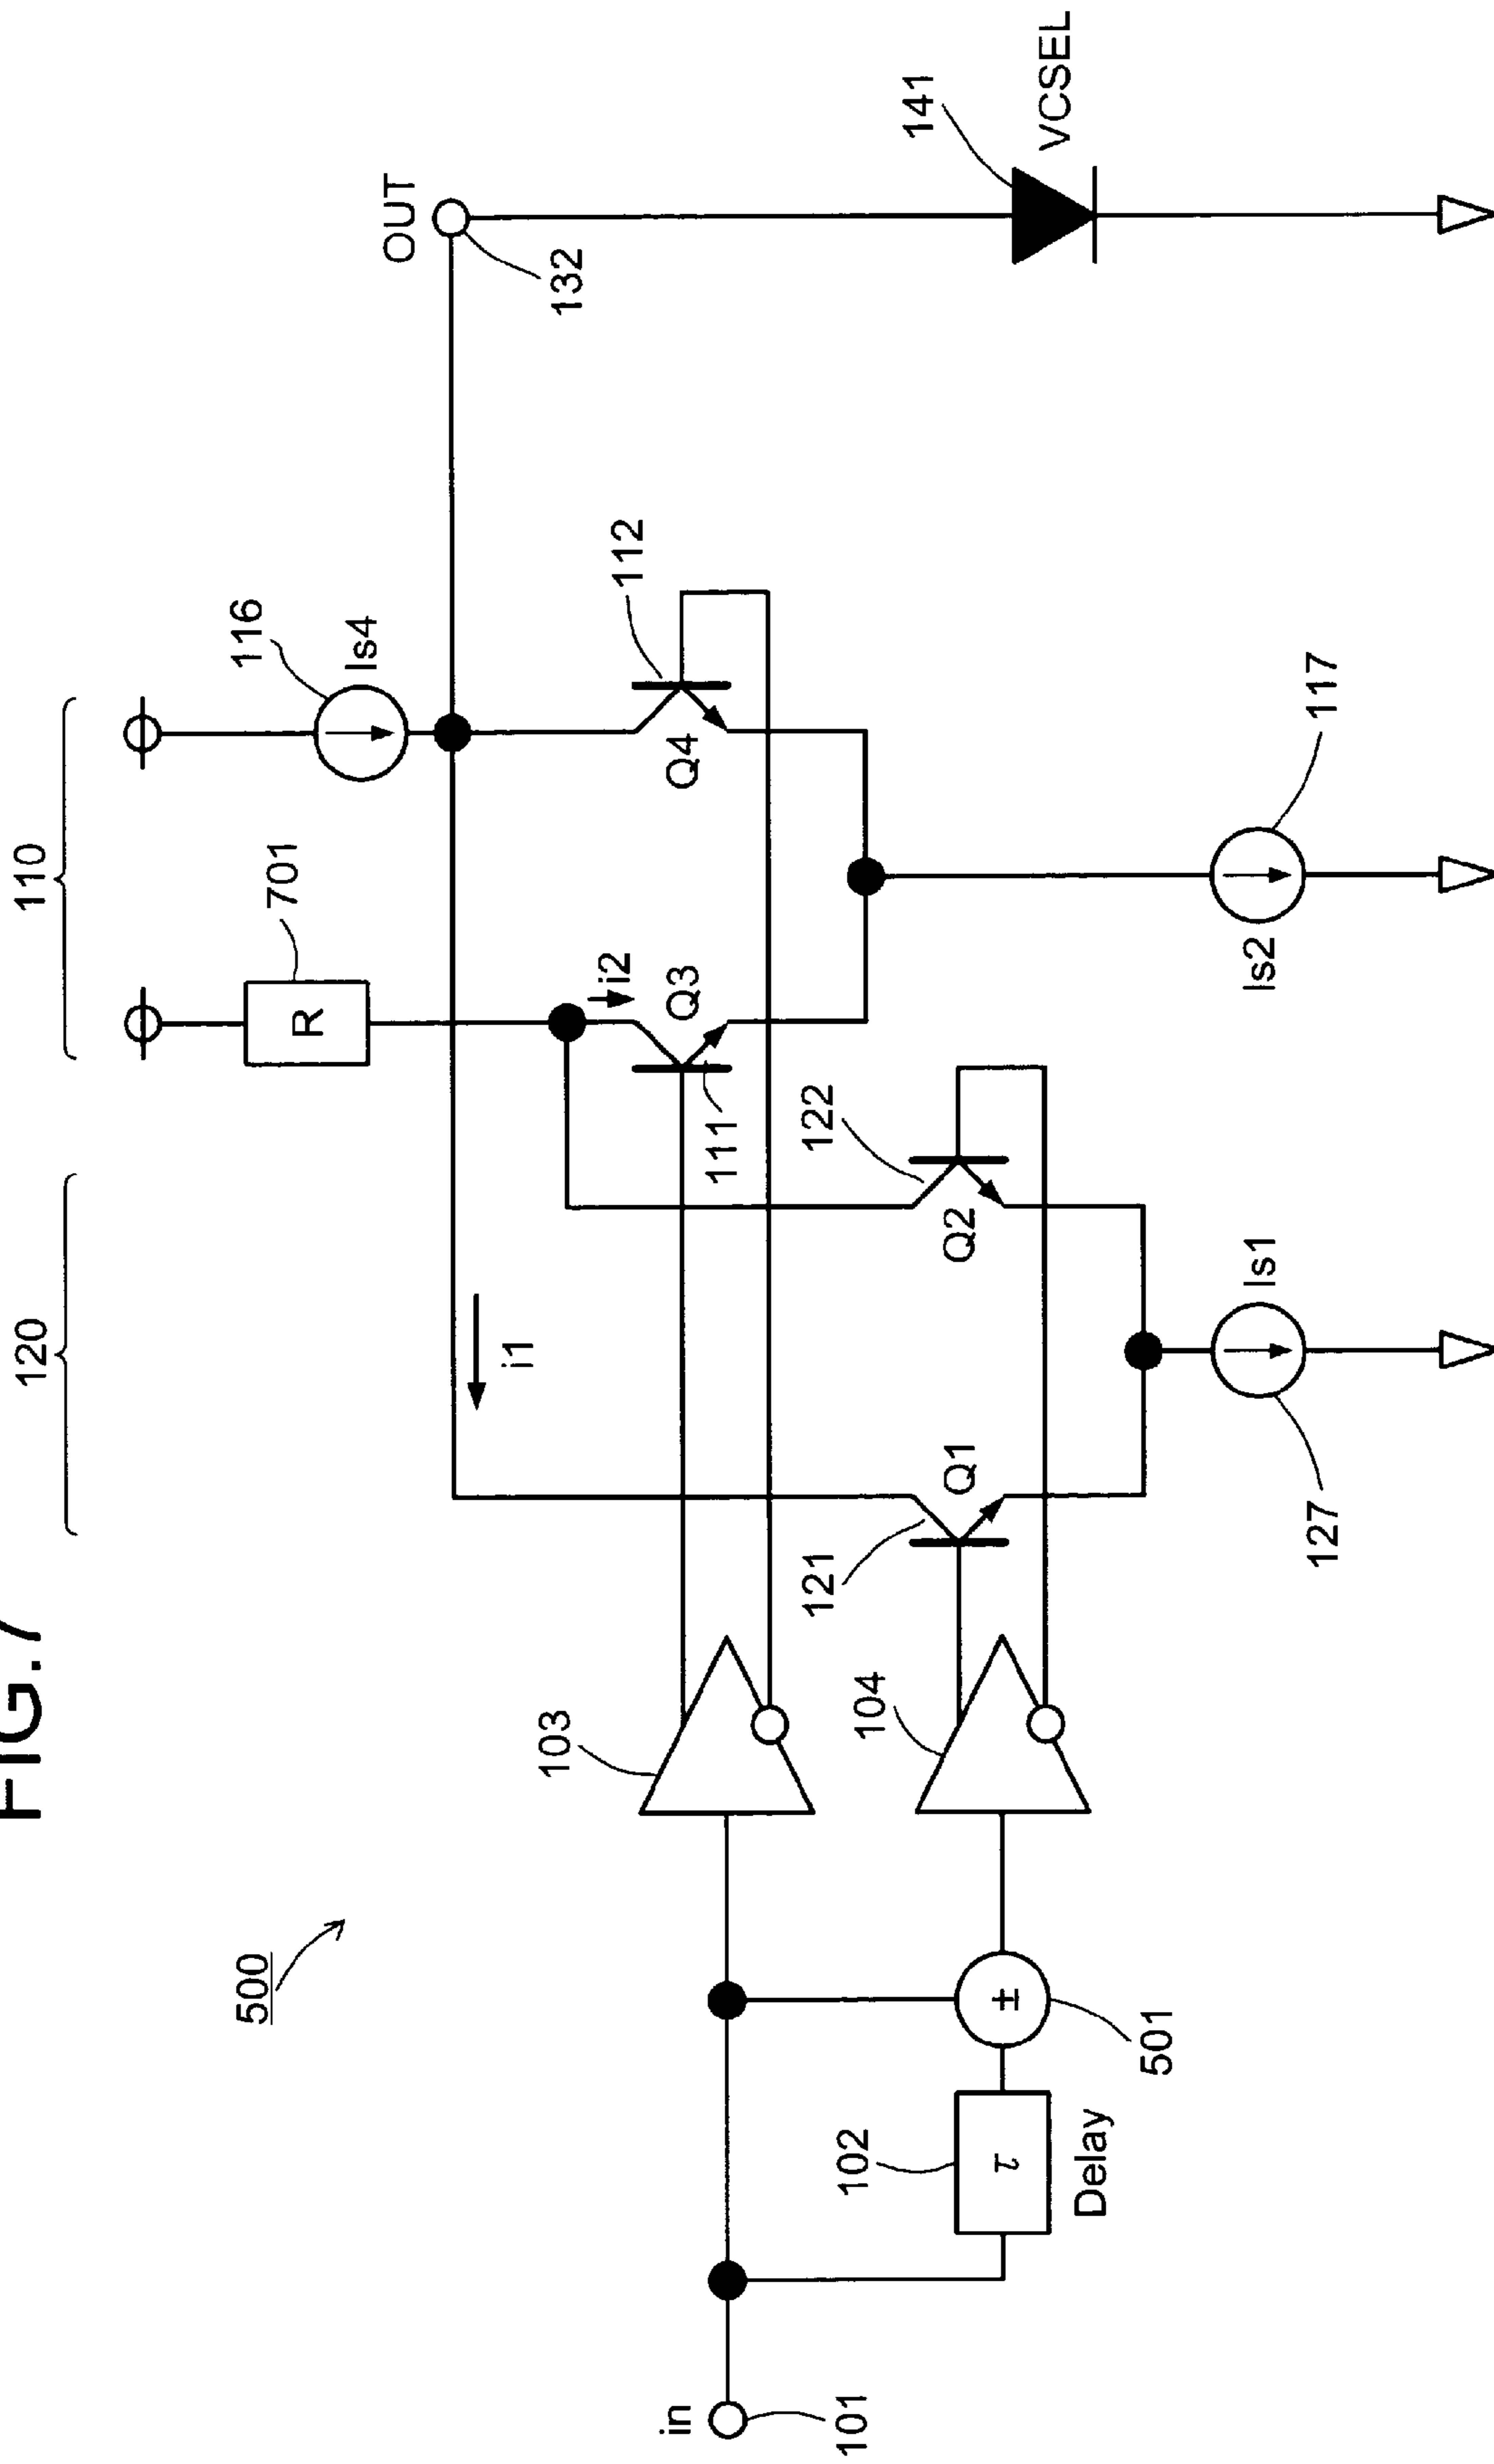 FIG.7
500
120
110
116
Is4
701
R
OUT
132
141
VCSEL
i1
i2
Q3
111
Q4
112
103
104
121
Q1
122
Q2
Is1
127
Is2
117
in
101
102
τ
Delay
±
501